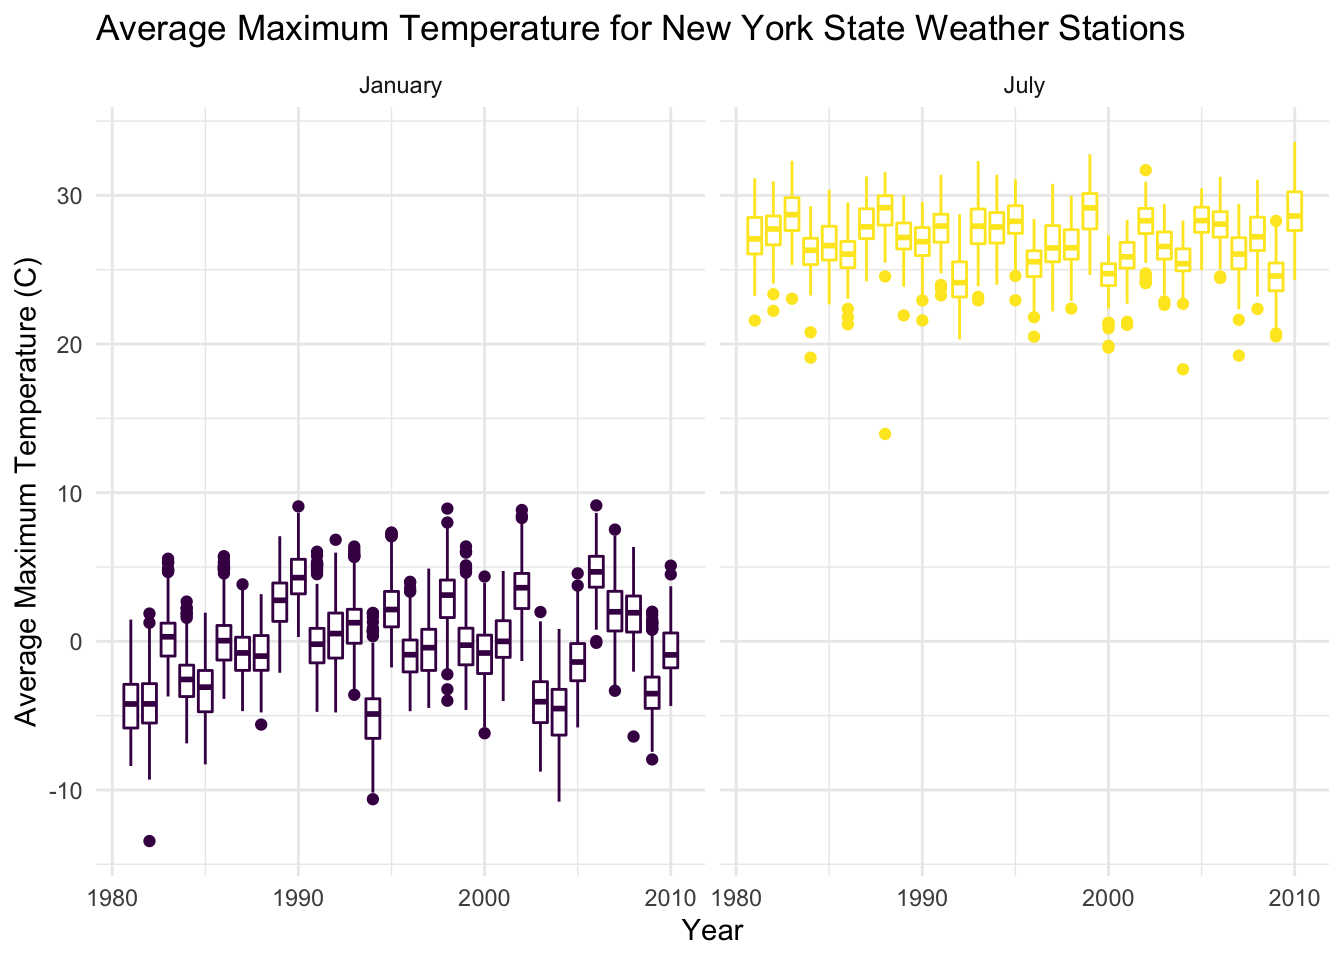 Average Maximum Temperature for New York State Weather Stations
January
July
Average Maximum Temperature (C)
30
20
10
0
-10
1980
1990
2000
2010
1980
1990
2000
2010
Year